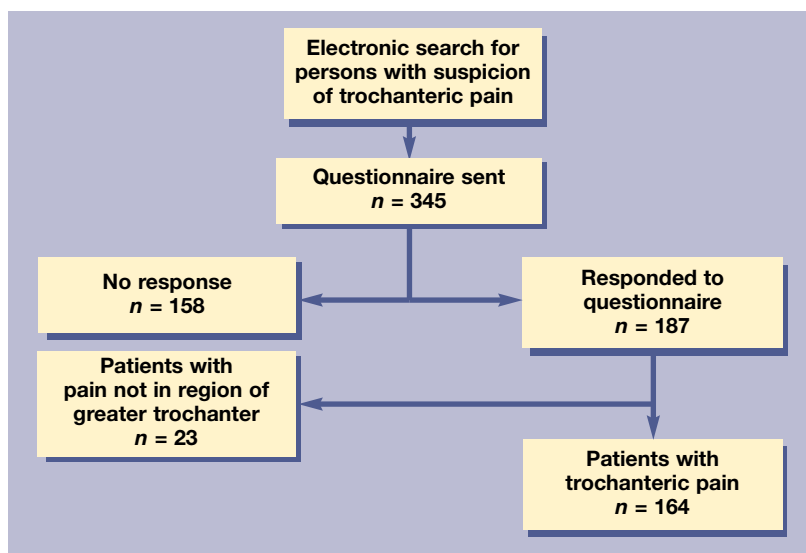 Electronic search for
persons with suspicion
of trochanteric pain
Questionnaire sent
n = 345
No response
n = 158
Responded to
questionnaire
n = 187
Patients with
pain not in region of
greater trochanter
n = 23
Patients with
trochanteric pain
n = 164